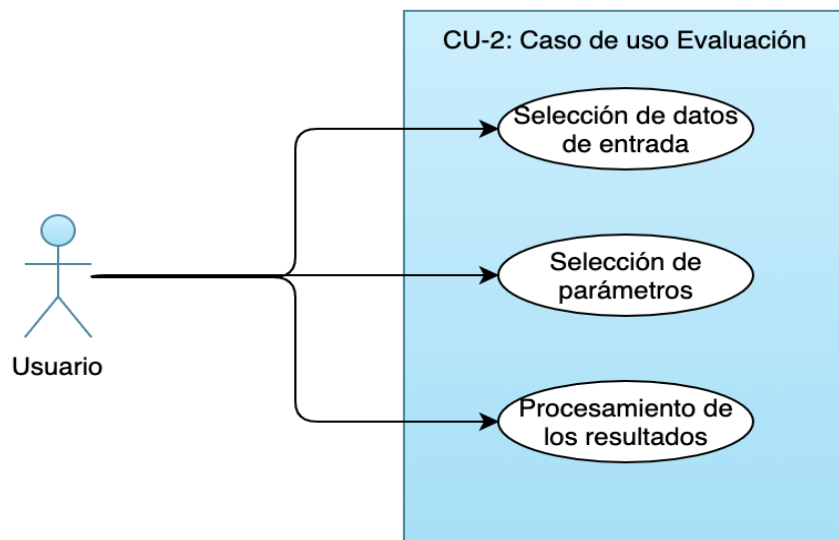 CU-2: Caso de uso Evaluación
Selección de datos
de entrada
Selección de
parámetros
Usuario
Procesamiento de
los resultados